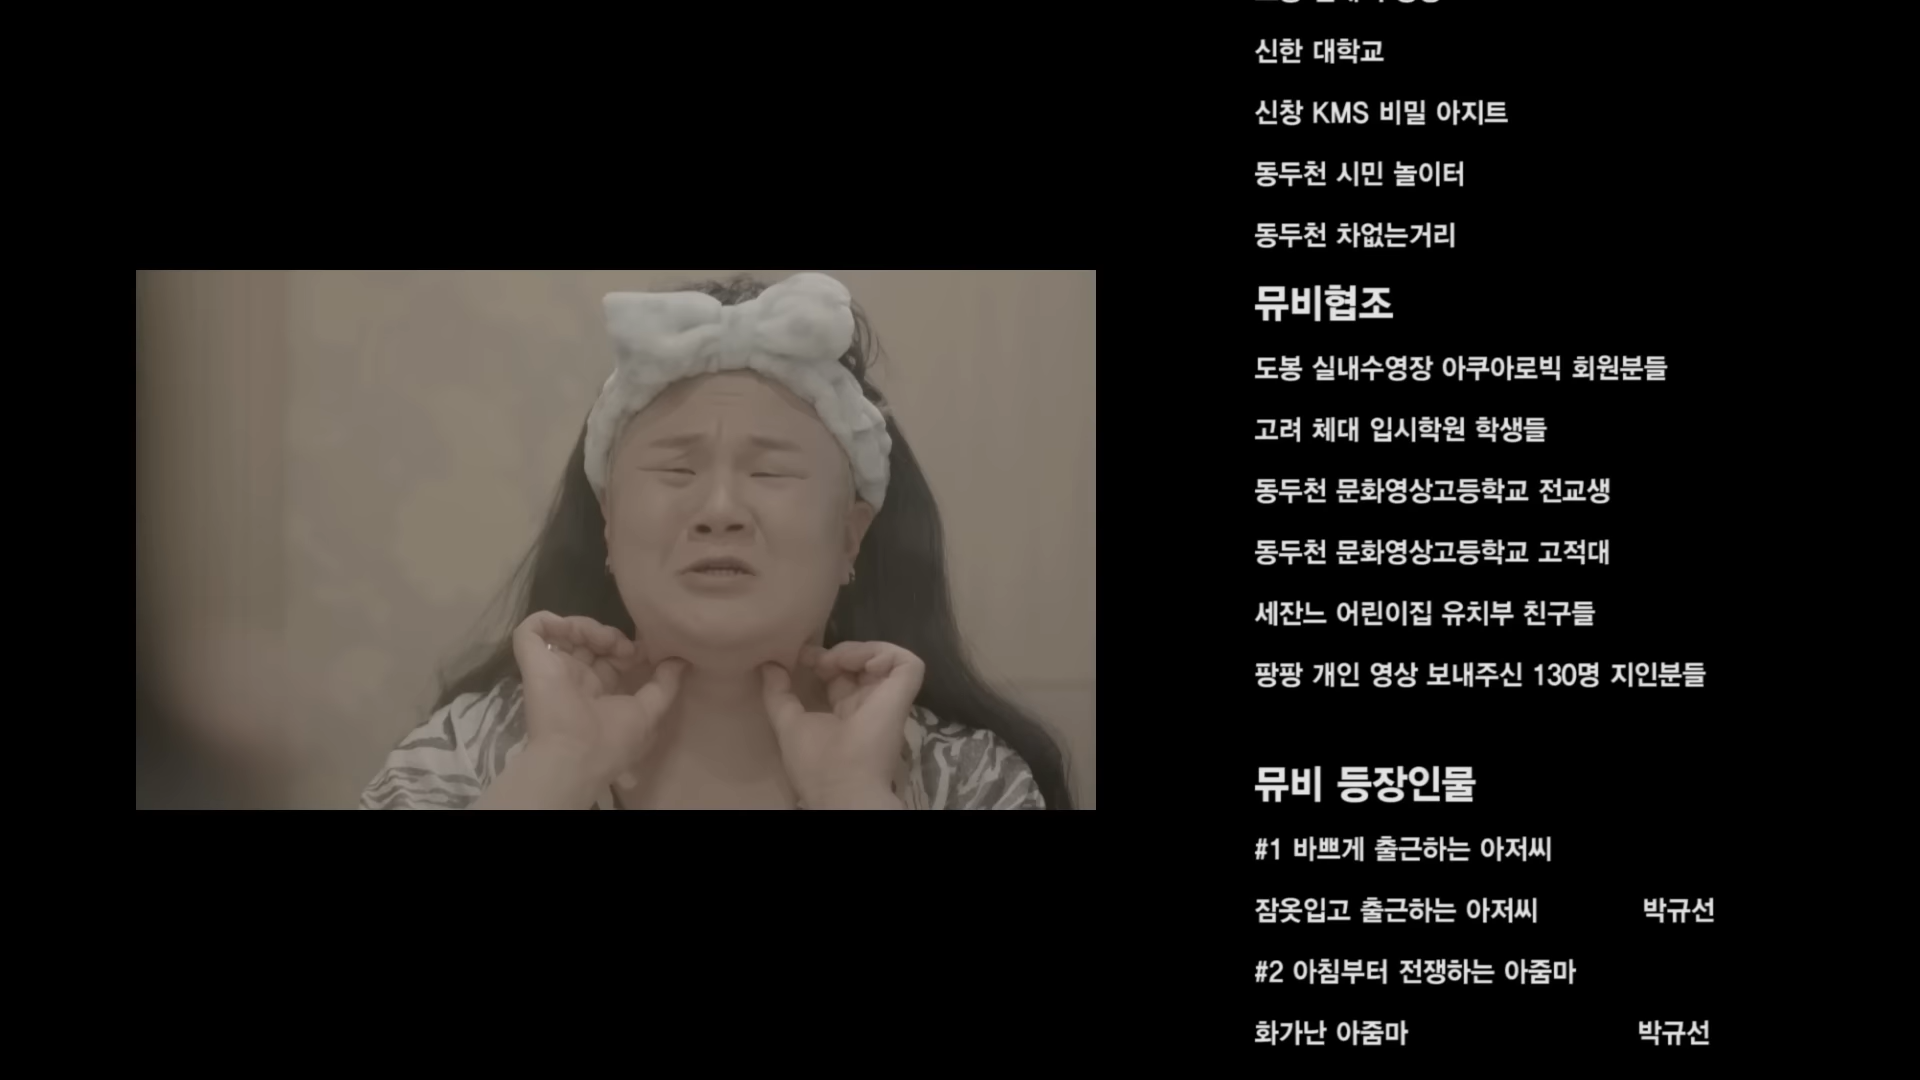 신한 대학교
신창 KMS 비밀 아지트
동두천 시민 놀이터
동두천 차없는거리
뮤비협조
도봉 실내수영장 아쿠아로빅 회원분들
고려 체대 입시학원 학생들
동두천 문화영상고등학교 전교생
동두천 문화영상고등학교 고적대
세잔느 어린이집 유치부 친구들
팡팡 개인 영상 보내주신 130명 지인분들
뮤비 등장인물
#1 바쁘게 출근하는 아저씨
잠옷입고 출근하는 아저씨 박규선
#2 아침부터 전쟁하는 아줌마
화가난 아줌마 박규선